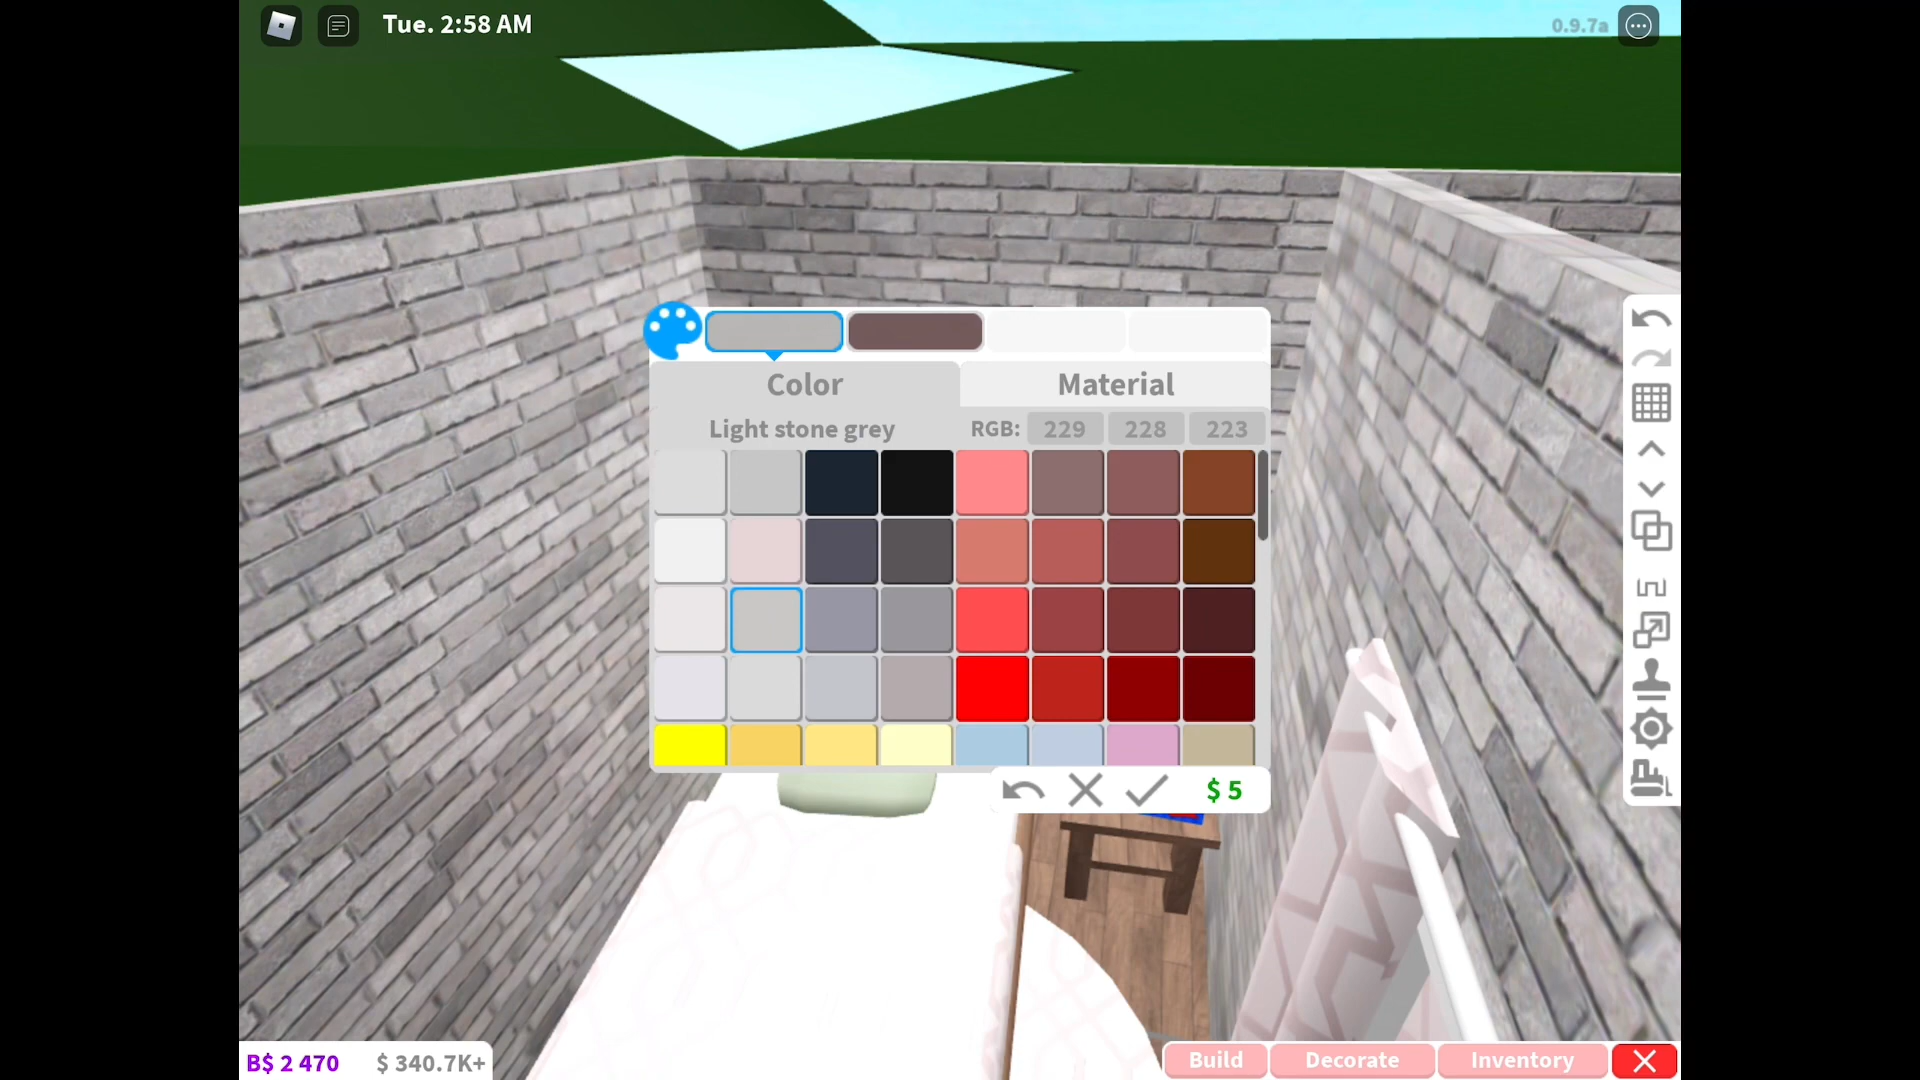 Tue. 2:58 AM
0.9.7a
Color
Material
Light stone grey
RGB: 229 228 223
$ 5
B$ 2 470
$ 340.7K+
Build
Decorate
Inventory